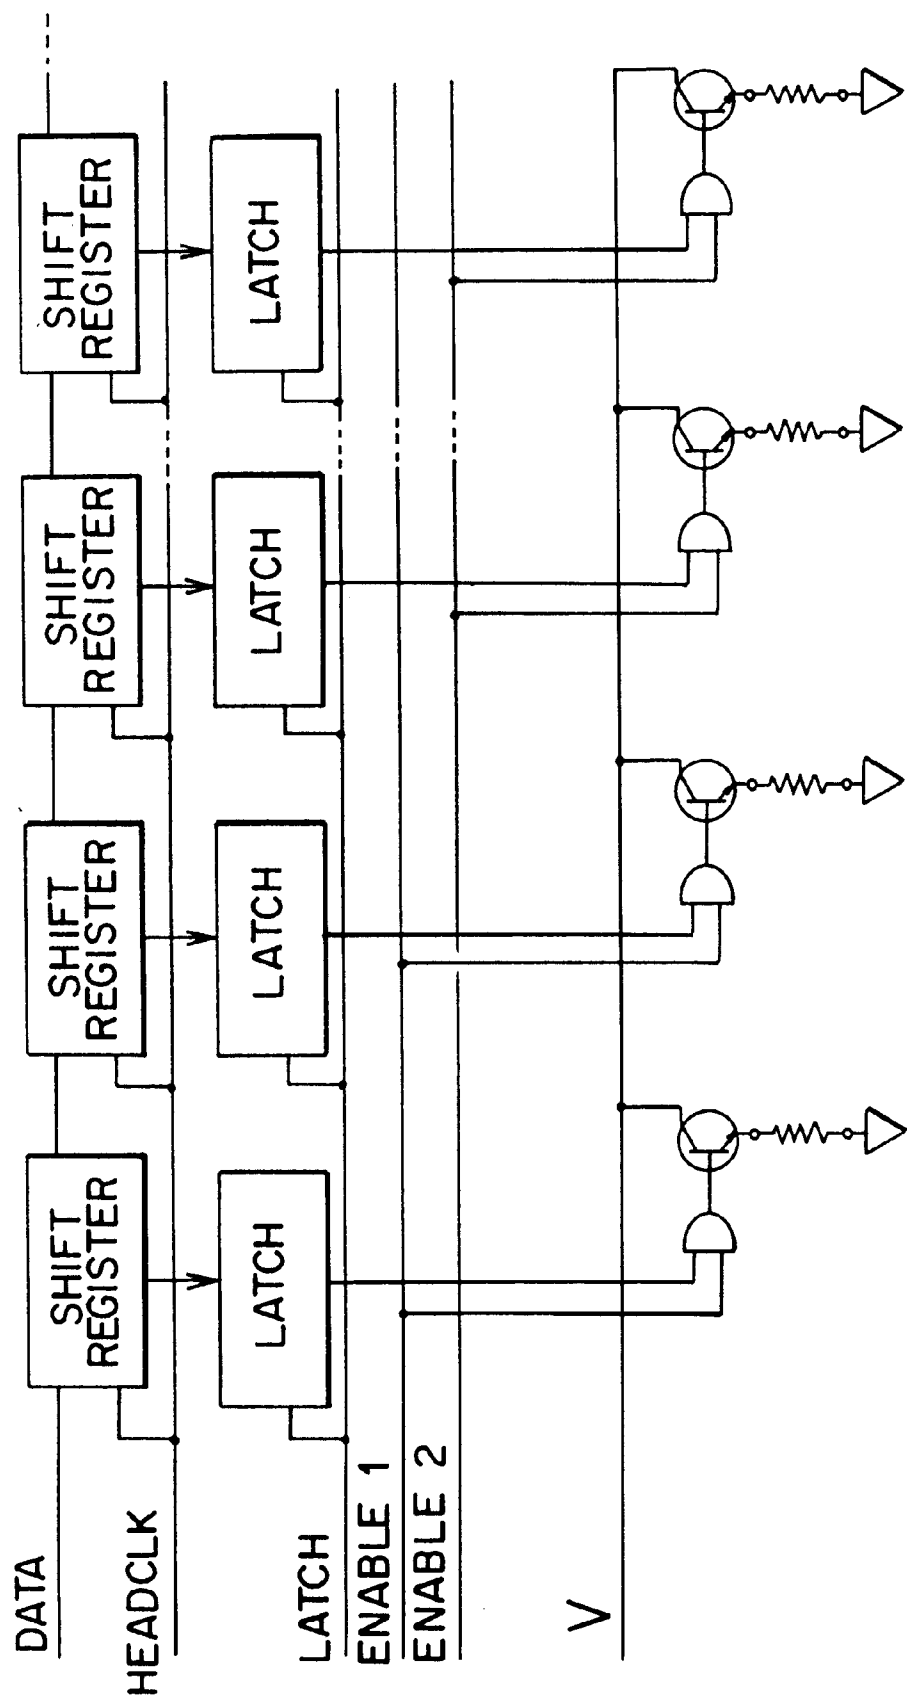 DATA
SHIFT
REGISTER
SHIFT
REGISTER
SHIFT
REGISTER
SHIFT
REGISTER
HEADCLK
LATCH
LATCH
LATCH
LATCH
LATCH
ENABLE 1
ENABLE 2
V